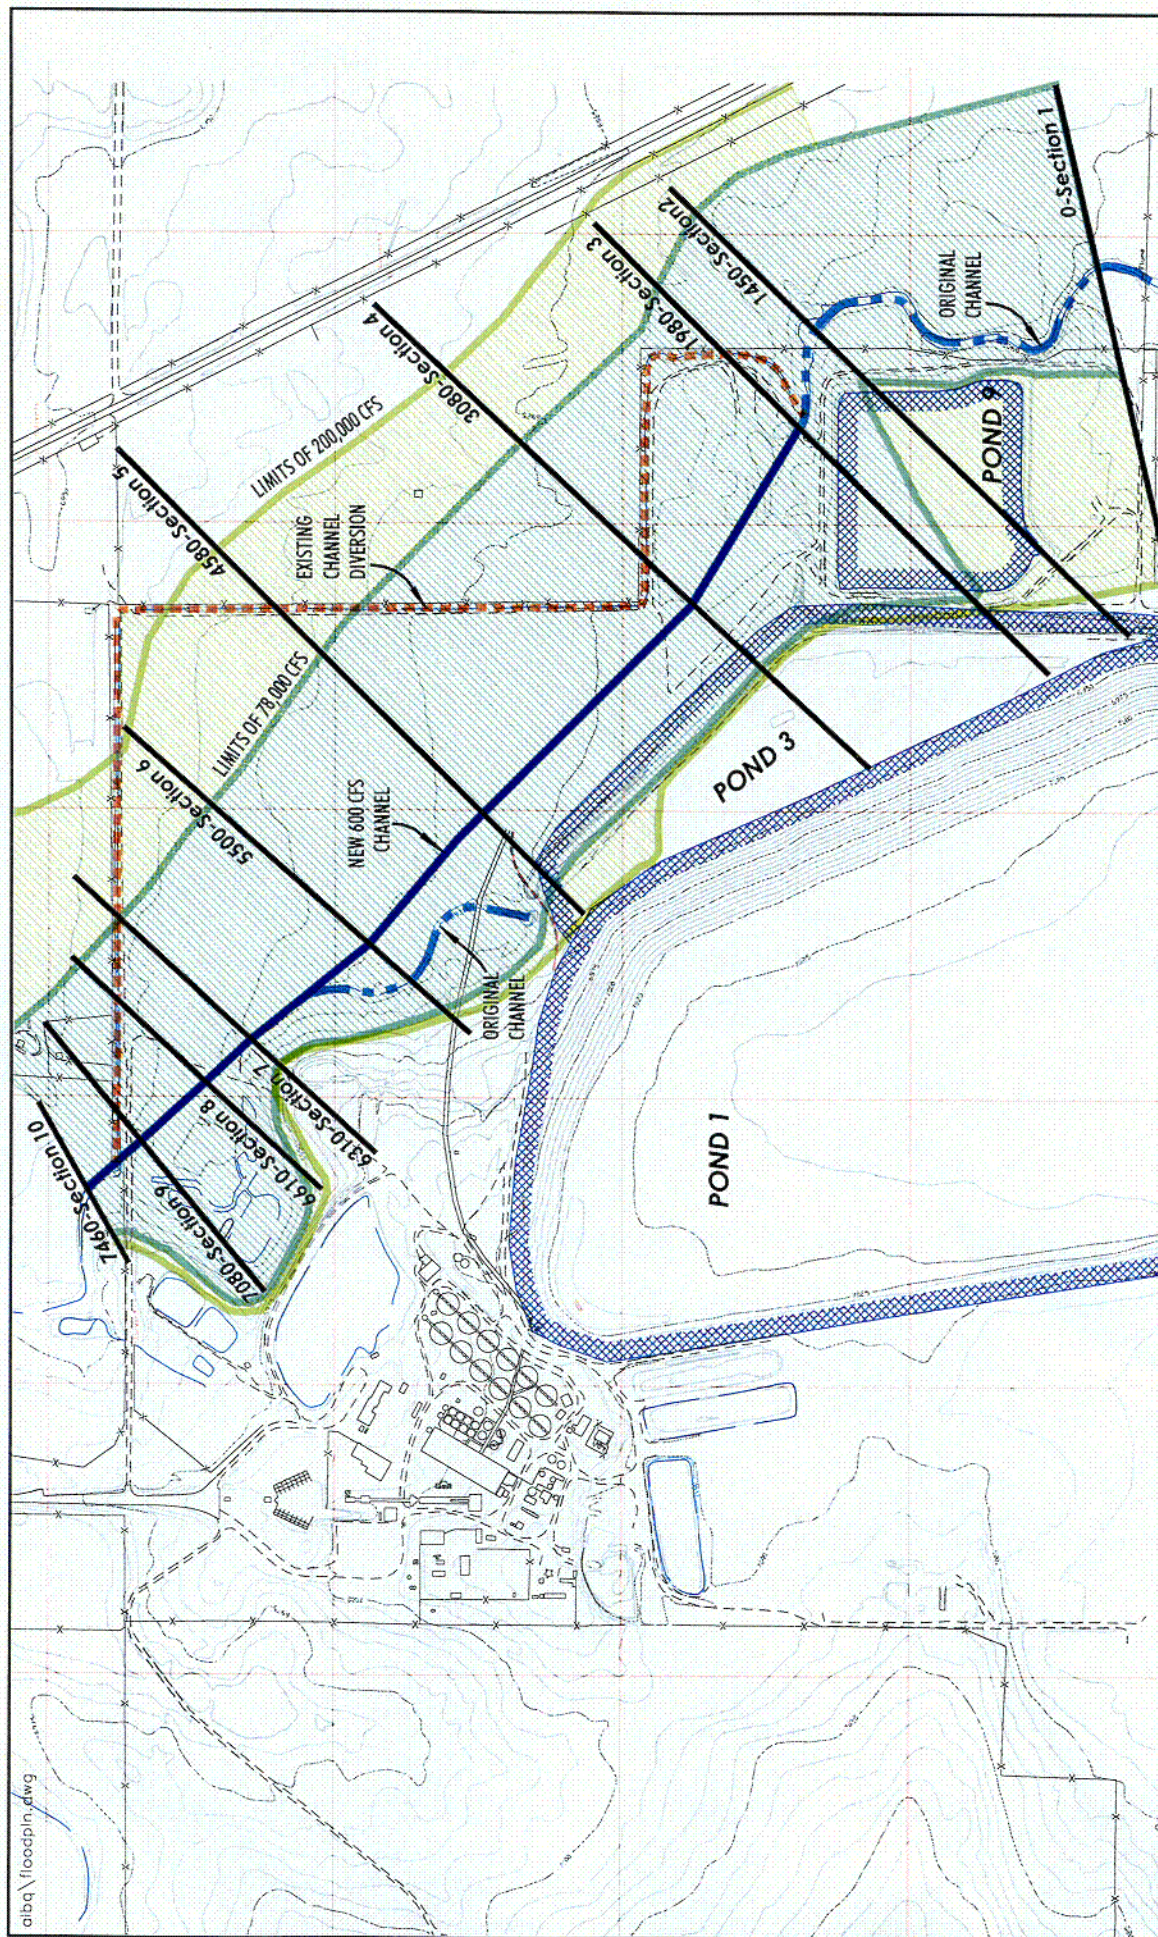 0-Section 1
1450-Section2
1980-Section 3
3080-Section 4
4580-Section 5
5500-Section 6
6310-Section 7
6610-Section 8
7080-Section 9
7460-Section 10
LIMITS OF 200,000 CFS
LIMITS OF 78,000 CFS
EXISTING
CHANNEL
DIVERSION
NEW 600 CFS
CHANNEL
ORIGINAL
CHANNEL
ORIGINAL
CHANNEL
POND 9
POND 3
POND 1
albq\floodpln.dwg